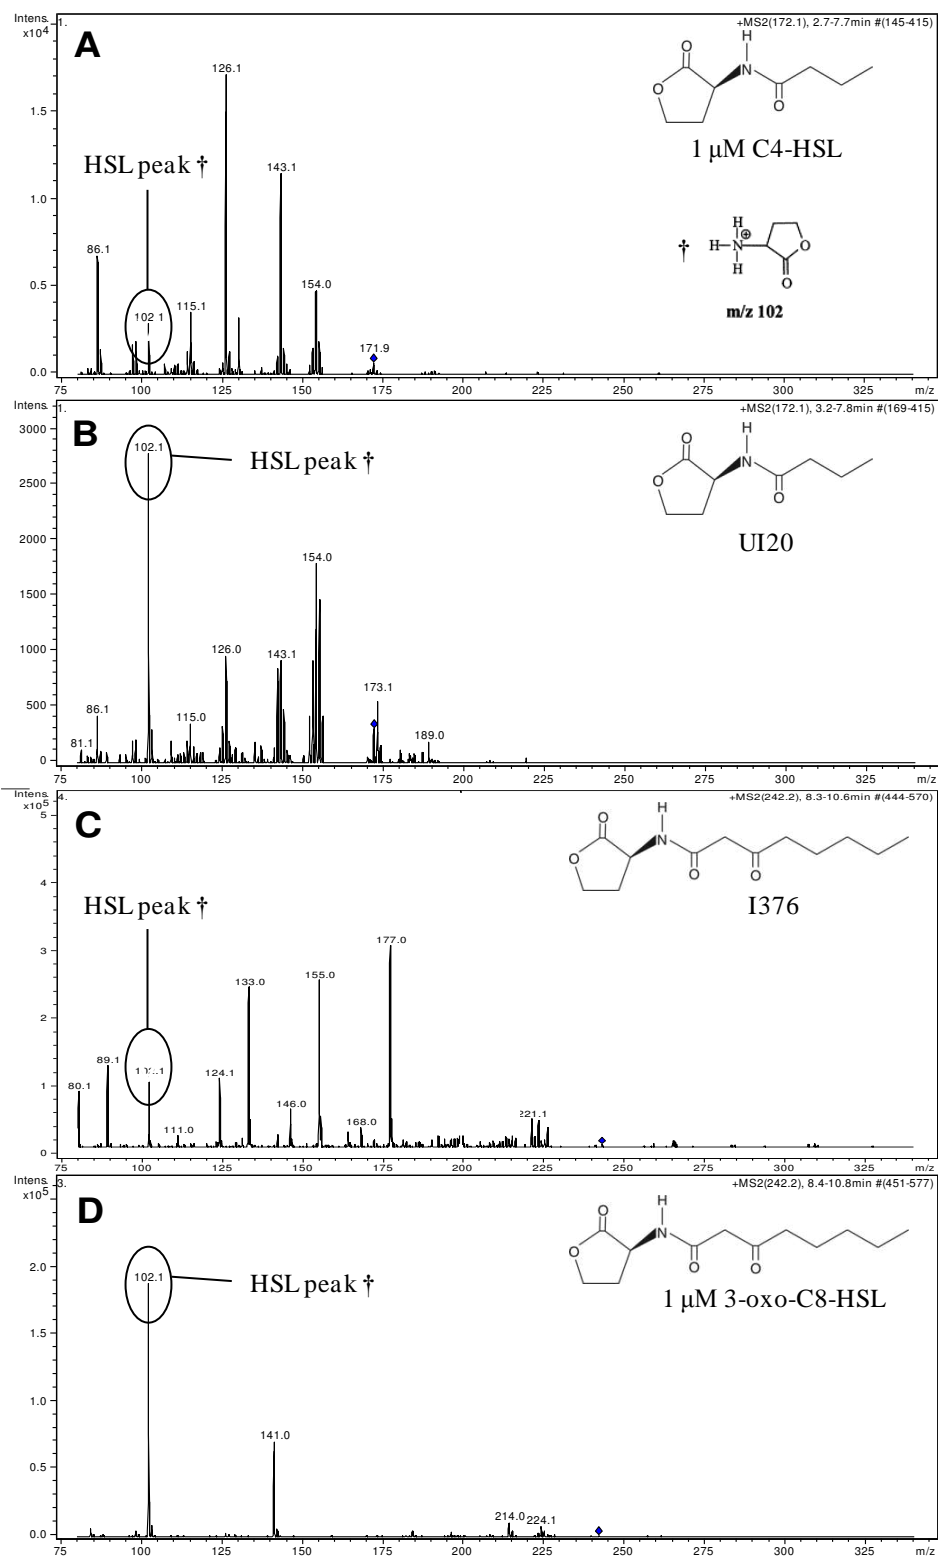 Intens. 1.
x10⁴
A
+MS2(172.1), 2.7-7.7min #(145-415)
126.1
O
H
N
O
O
1 µM C4-HSL
1.5
HSL peak †
143.1
1.0
86.1
† H N H H ⊕ O O
m/z 102
0.5
102.1
115.1
154.0
171.9
0.0
75 100 125 150 175 200 225 250 275 300 325 m/z
Intens. 1.
B
+MS2(172.1), 3.2-7.8min #(169-415)
3000
102.1
HSL peak †
O
H
N
O
O
UI20
2500
2000
154.0
1500
1000
126.0
143.1
173.1
500
86.1
115.0
189.0
81.1
0
75 100 125 150 175 200 225 250 275 300 325 m/z
Intens. 4.
x10⁵
C
+MS2(242.2), 8.3-10.6min #(444-570)
5
O
H
N
O
O
O
I376
4
HSL peak †
3
177.0
155.0
133.0
2
89.1
80.1
124.1
1
146.0
111.0
168.0
221.1
0
75 100 125 150 175 200 225 250 275 300 325 m/z
Intens. 3.
x10⁵
D
+MS2(242.2), 8.4-10.8min #(451-577)
O
H
N
O
O
O
1 µM 3-oxo-C8-HSL
2.0
102.1
HSL peak †
1.5
1.0
141.0
0.5
214.0
224.1
0.0
75 100 125 150 175 200 225 250 275 300 325 m/z